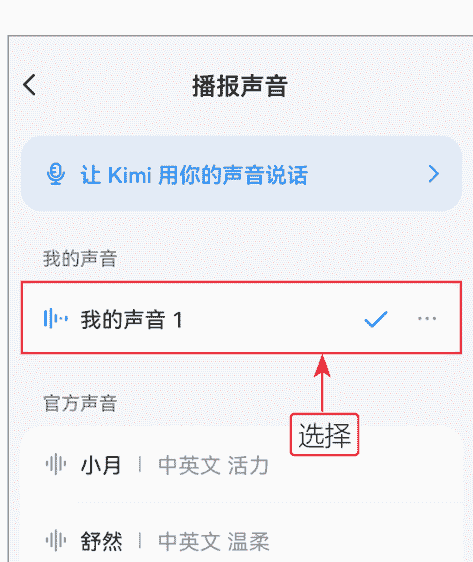 播报声音
让 Kimi 用你的声音说话
我的声音
我的声音 1
官方声音
选择
小月 | 中英文 活力
舒然 | 中英文 温柔